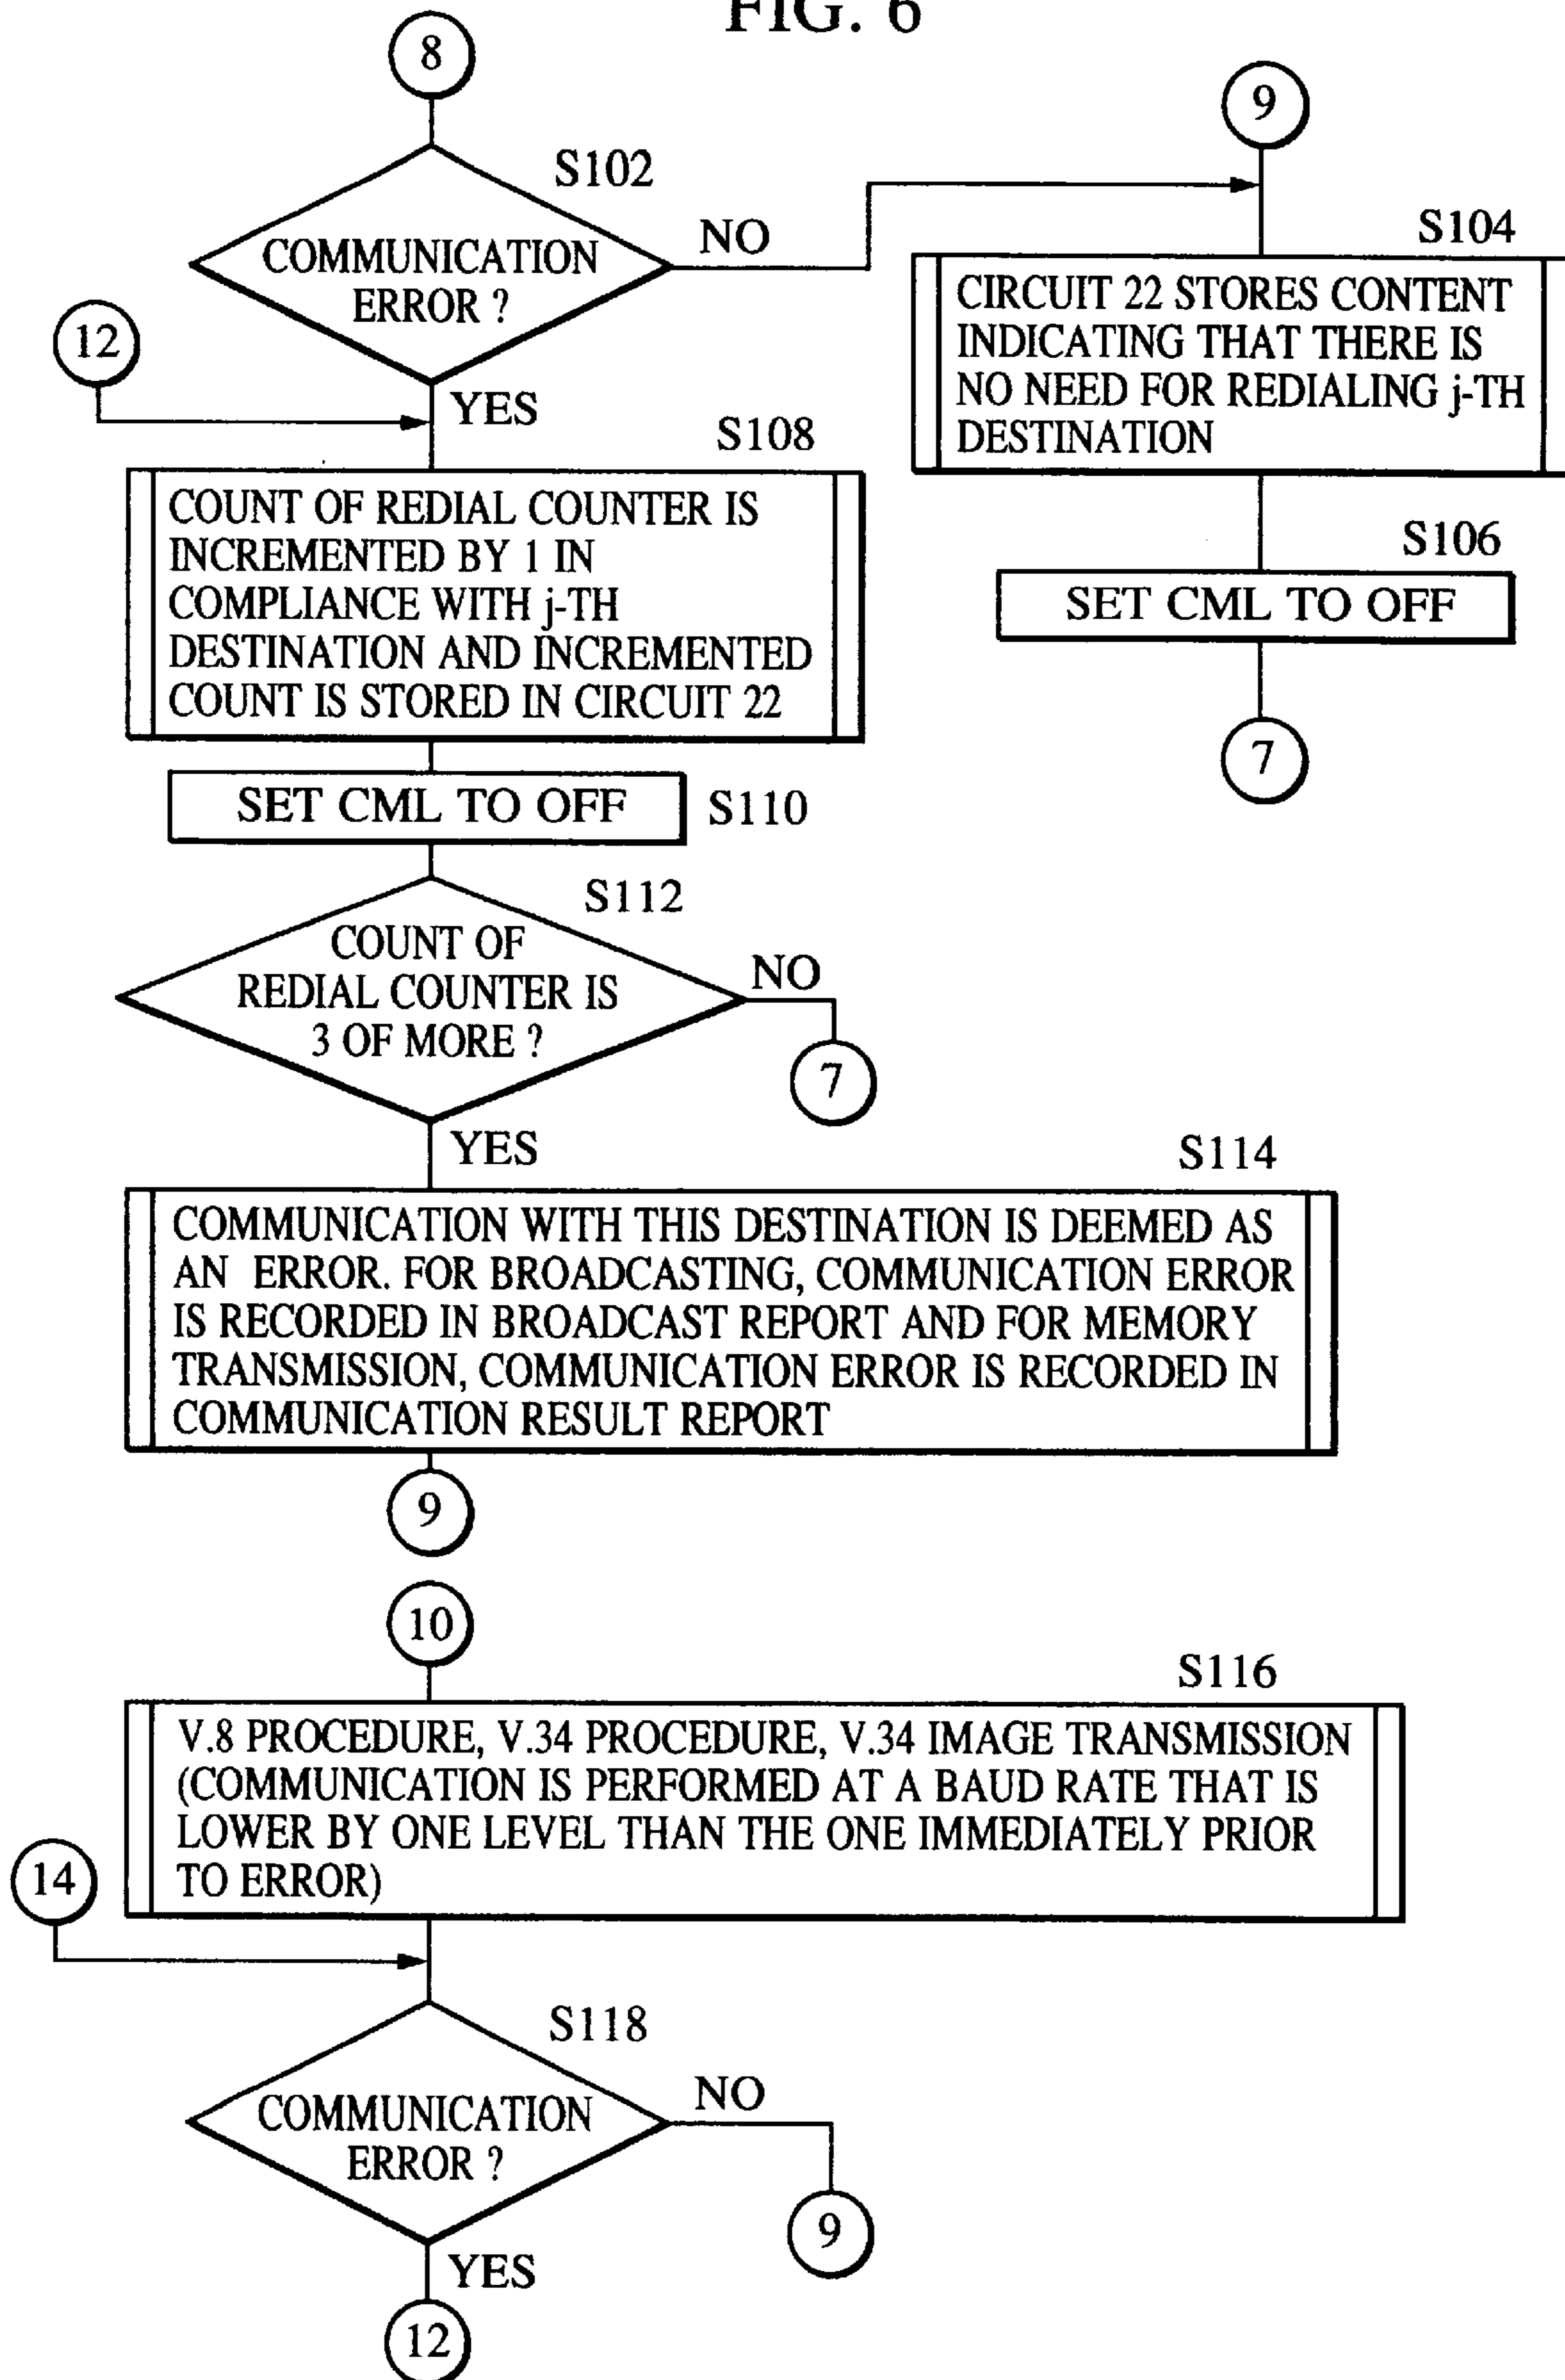 FIG. 6
8
S102
COMMUNICATION
ERROR ?
NO
YES
12
S108
COUNT OF REDIAL COUNTER IS
INCREMENTED BY 1 IN
COMPLIANCE WITH j-TH
DESTINATION AND INCREMENTED
COUNT IS STORED IN CIRCUIT 22
SET CML TO OFF
S110
S112
COUNT OF
REDIAL COUNTER IS
3 OF MORE ?
NO
7
YES
S114
COMMUNICATION WITH THIS DESTINATION IS DEEMED AS
AN ERROR. FOR BROADCASTING, COMMUNICATION ERROR
IS RECORDED IN BROADCAST REPORT AND FOR MEMORY
TRANSMISSION, COMMUNICATION ERROR IS RECORDED IN
COMMUNICATION RESULT REPORT
9
9
S104
CIRCUIT 22 STORES CONTENT
INDICATING THAT THERE IS
NO NEED FOR REDIALING j-TH
DESTINATION
S106
SET CML TO OFF
7
10
S116
V.8 PROCEDURE, V.34 PROCEDURE, V.34 IMAGE TRANSMISSION
(COMMUNICATION IS PERFORMED AT A BAUD RATE THAT IS
LOWER BY ONE LEVEL THAN THE ONE IMMEDIATELY PRIOR
TO ERROR)
14
S118
COMMUNICATION
ERROR ?
NO
9
YES
12